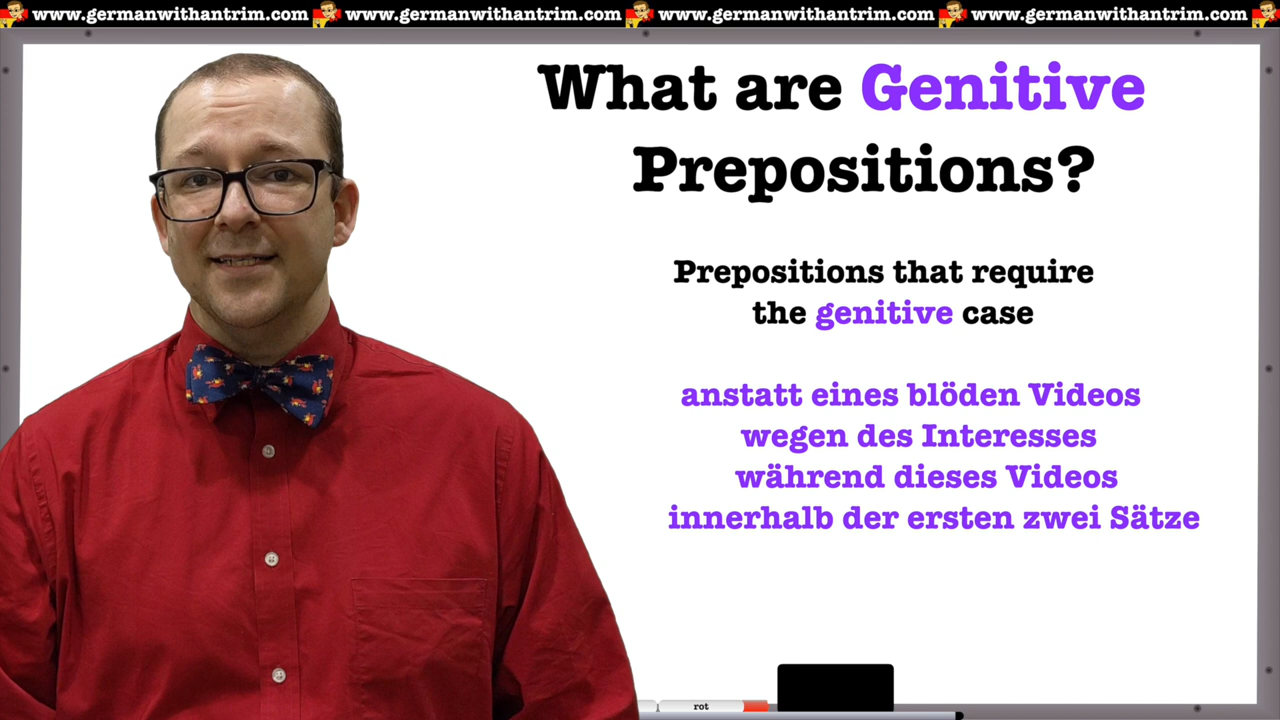 www.germanwithantrim.com www.germanwithantrim.com www.germanwithantrim.com www.germanwithantrim.com
What are Genitive
Prepositions?
Prepositions that require
the genitive case
anstatt eines blöden Videos
wegen des Interesses
während dieses Videos
innerhalb der ersten zwei Sätze
rot